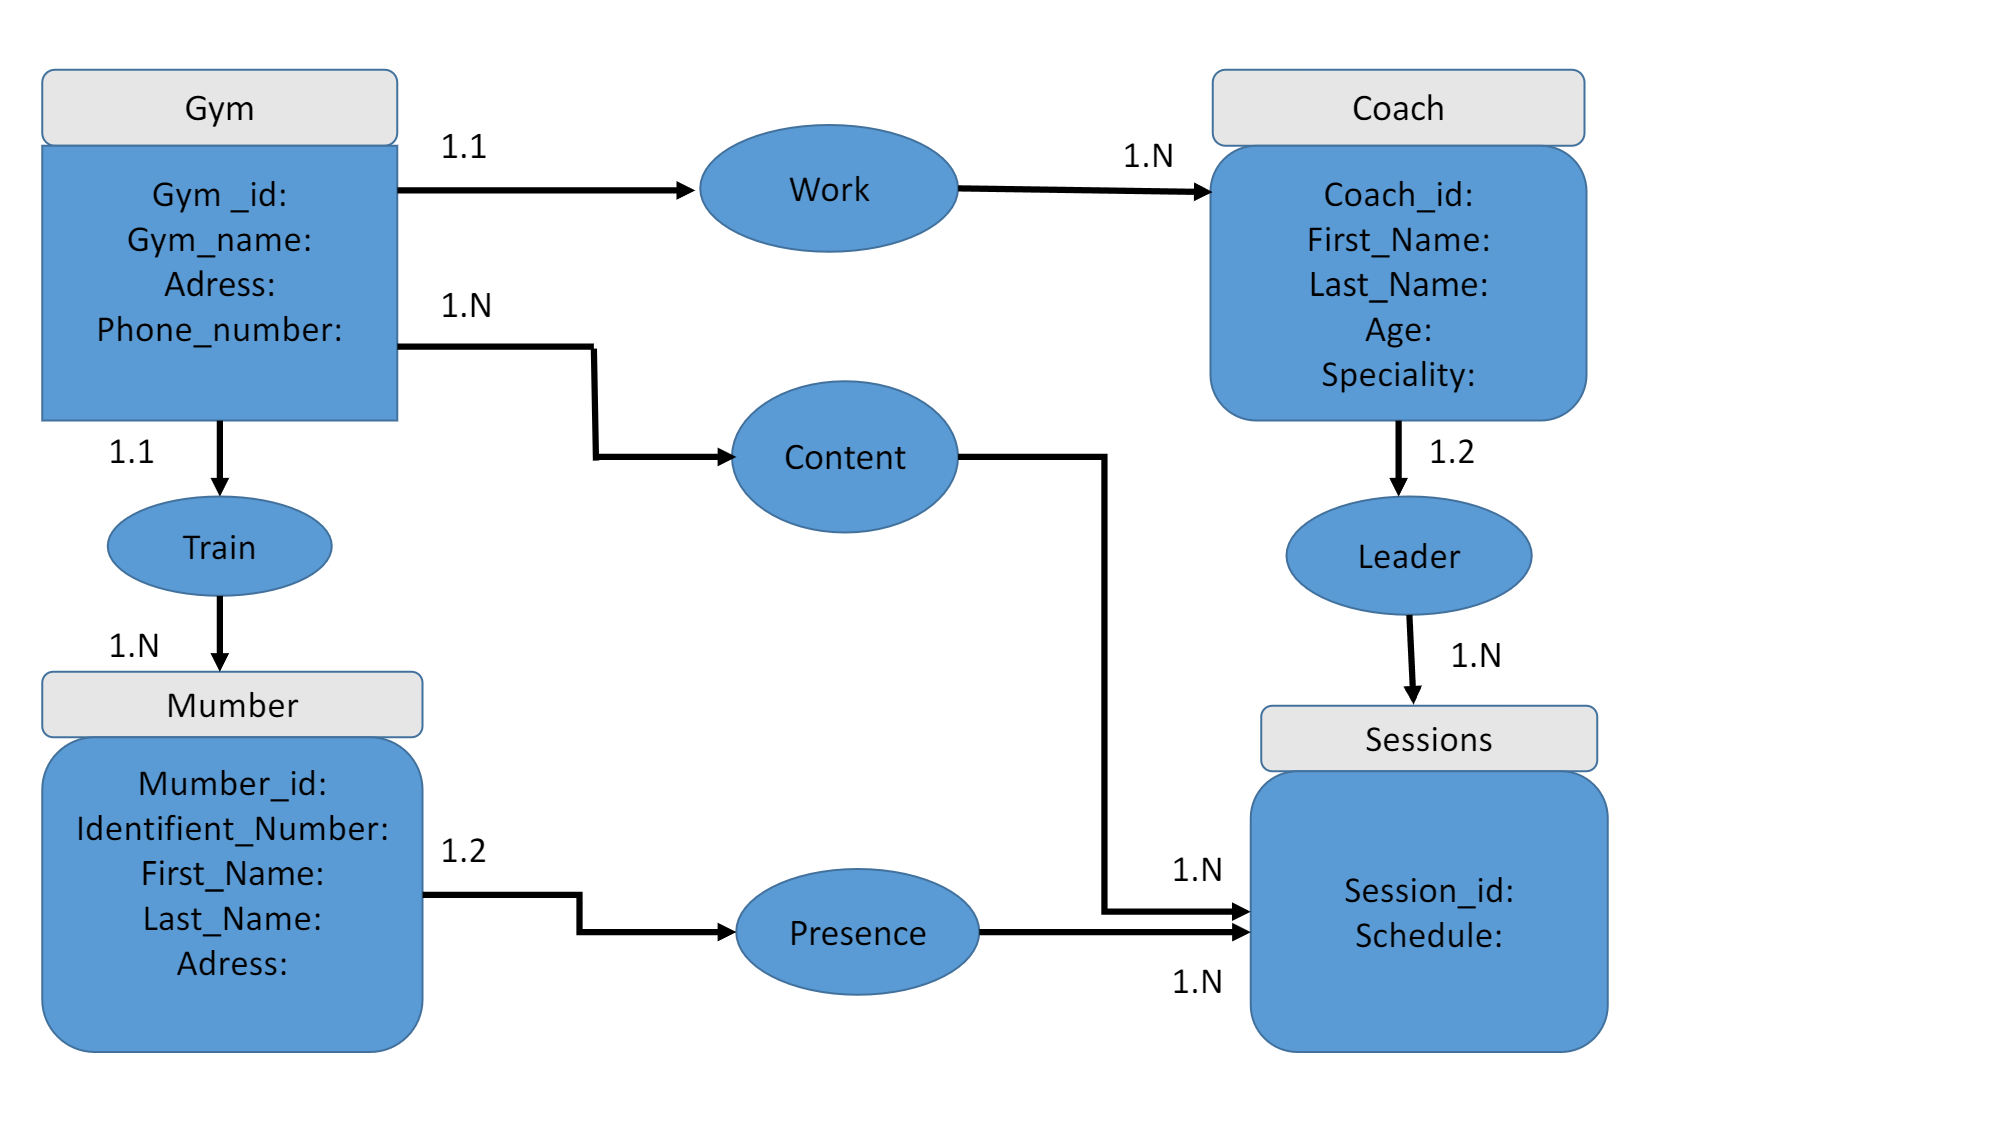 Gym
Gym _id:
Gym_name:
Adress:
Phone_number:
1.1
Work
1.N
Coach
Coach_id:
First_Name:
Last_Name:
Age:
Speciality:
1.N
Content
1.N
1.1
Train
1.N
1.2
Leader
1.N
Mumber
Mumber_id:
Identifient_Number:
First_Name:
Last_Name:
Adress:
1.2
Presence
1.N
Sessions
Session_id:
Schedule: